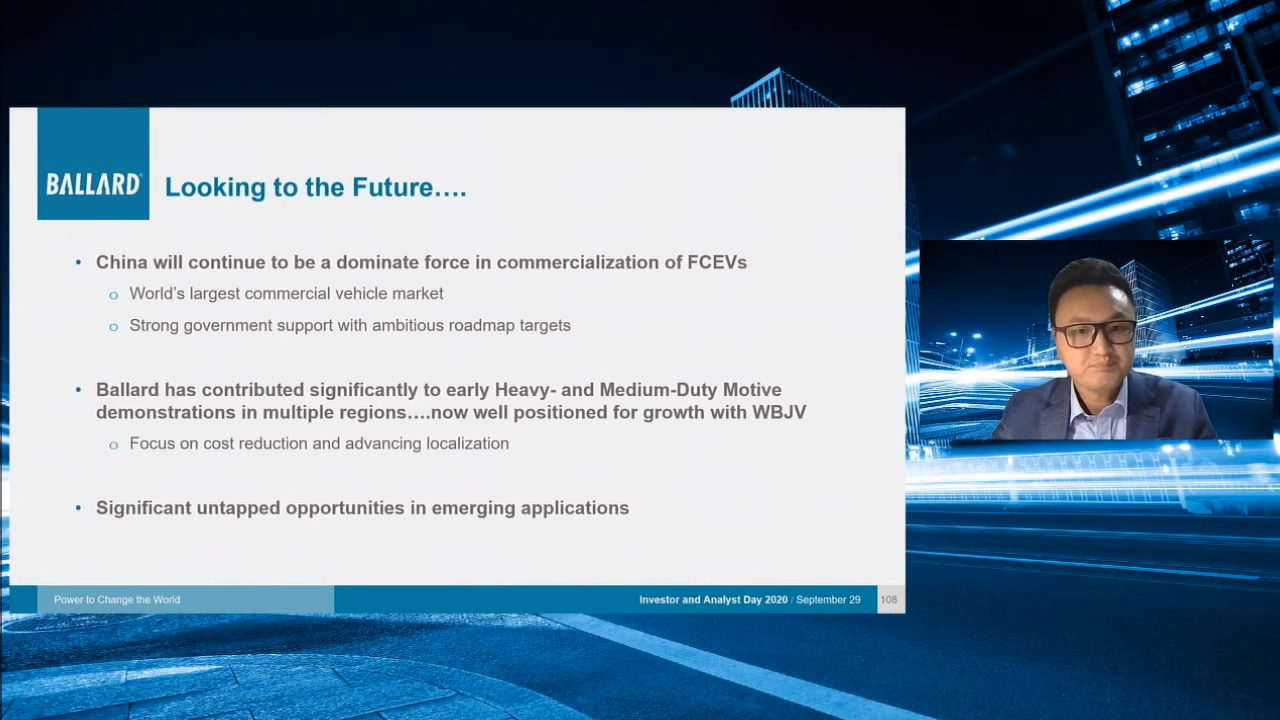 BALLARD®
Looking to the Future….
• China will continue to be a dominate force in commercialization of FCEVs
o World's largest commercial vehicle market
o Strong government support with ambitious roadmap targets
• Ballard has contributed significantly to early Heavy- and Medium-Duty Motive
demonstrations in multiple regions….now well positioned for growth with WBJV
o Focus on cost reduction and advancing localization
• Significant untapped opportunities in emerging applications
Power to Change the World
Investor and Analyst Day 2020 / September 29
108